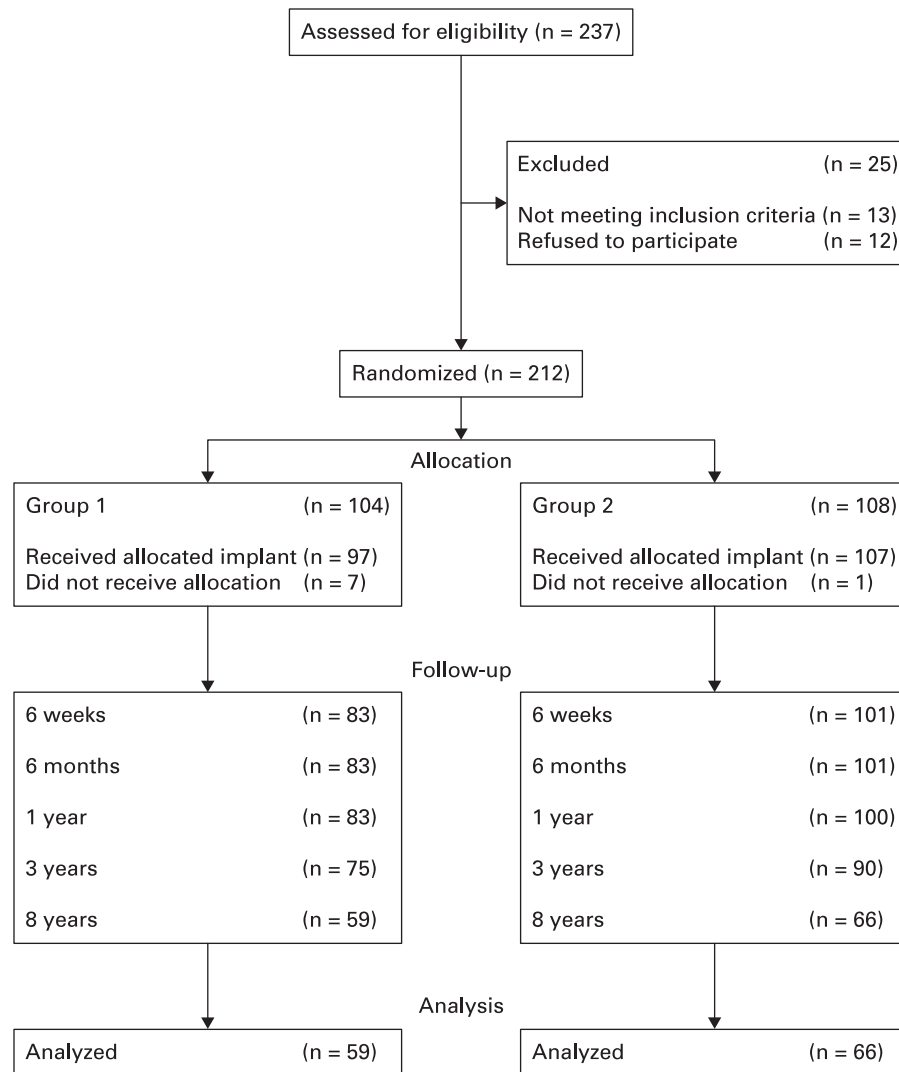 Assessed for eligibility (n = 237)
Excluded (n = 25)
Not meeting inclusion criteria (n = 13)
Refused to participate (n = 12)
Randomized (n = 212)
Allocation
Group 1 (n = 104)
Received allocated implant (n = 97)
Did not receive allocation (n = 7)
Group 2 (n = 108)
Received allocated implant (n = 107)
Did not receive allocation (n = 1)
Follow-up
6 weeks (n = 83)
6 months (n = 83)
1 year (n = 83)
3 years (n = 75)
8 years (n = 59)
6 weeks (n = 101)
6 months (n = 101)
1 year (n = 100)
3 years (n = 90)
8 years (n = 66)
Analysis
Analyzed (n = 59)
Analyzed (n = 66)